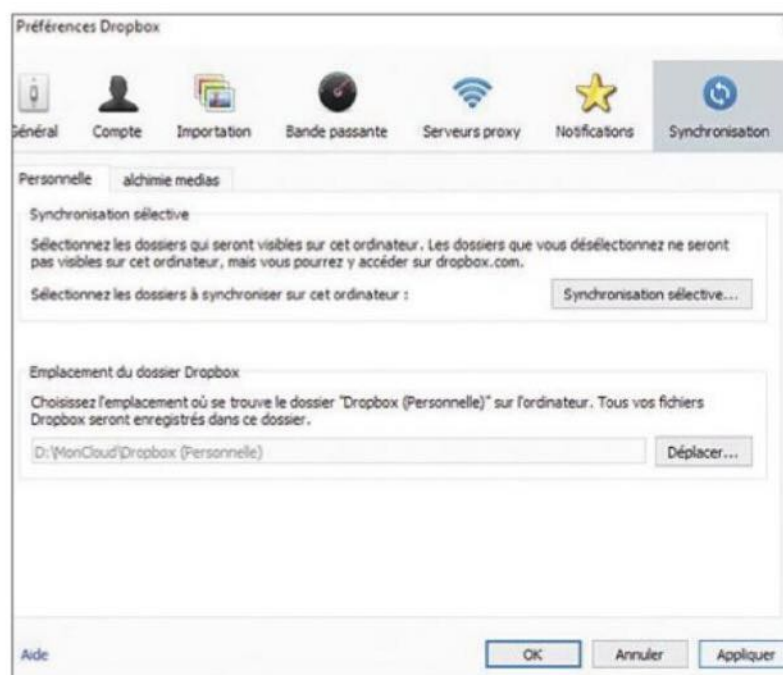 Préférences Dropbox
Général Compte Importation Bande passante Serveurs proxy Notifications Synchronisation
Personnelle alchimie medias
Synchronisation sélective
Sélectionnez les dossiers qui seront visibles sur cet ordinateur. Les dossiers que vous désélectionnez ne seront
pas visibles sur cet ordinateur, mais vous pourrez y accéder sur dropbox.com.
Sélectionnez les dossiers à synchroniser sur cet ordinateur : Synchronisation sélective...
Emplacement du dossier Dropbox
Choisissez l'emplacement où se trouve le dossier "Dropbox (Personnelle)" sur l'ordinateur. Tous vos fichiers
Dropbox seront enregistrés dans ce dossier.
D:\MonCloud\Dropbox (Personnelle) Déplacer...
Aide OK Annuler Appliquer